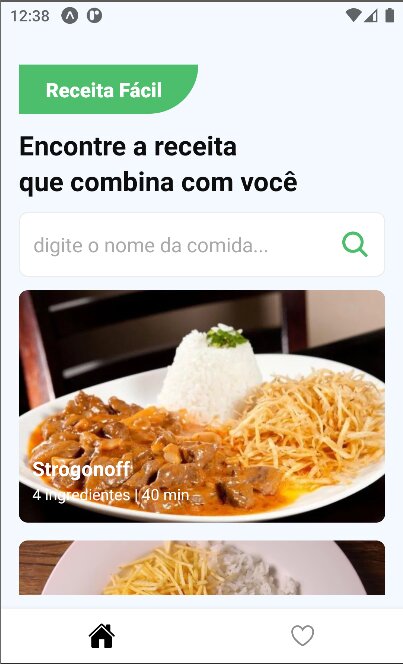 12:38
Receita Fácil
Encontre a receita
que combina com você
digite o nome da comida...
Strogonoff
4 ingredientes | 40 min